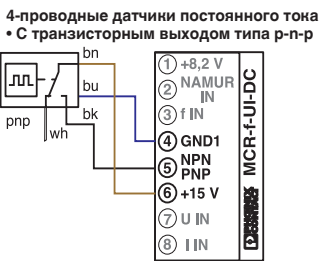 4-проводные датчики постоянного тока
• С транзисторным выходом типа p-n-p
bn
bu
bk
pnp
wh
1 +8,2 V
2 NAMUR
IN
3 f IN
4 GND1
5 NPN
PNP
6 +15 V
7 U IN
8 I IN
MCR-f-UI-DC